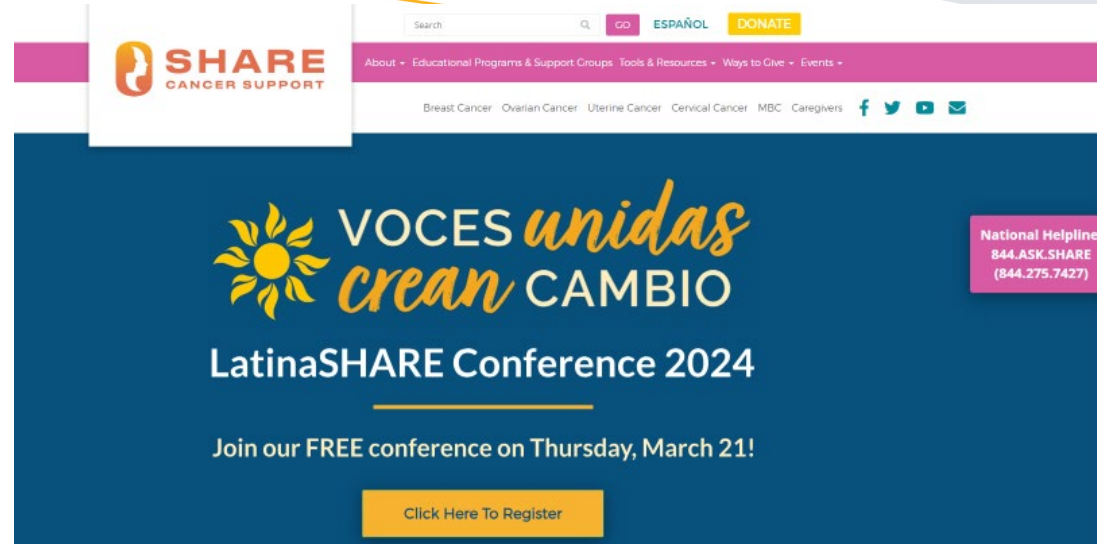 Search
GO
ESPAÑOL
DONATE
SHARE
CANCER SUPPORT
About Educational Programs & Support Groups Tools & Resources Ways to Give Events
Breast Cancer Ovarian Cancer Uterine Cancer Cervical Cancer MBC Caregivers
VOCES unidas
crean CAMBIO
National Helpline
844.ASK.SHARE
(844.275.7427)
LatinaSHARE Conference 2024
Join our FREE conference on Thursday, March 21!
Click Here To Register